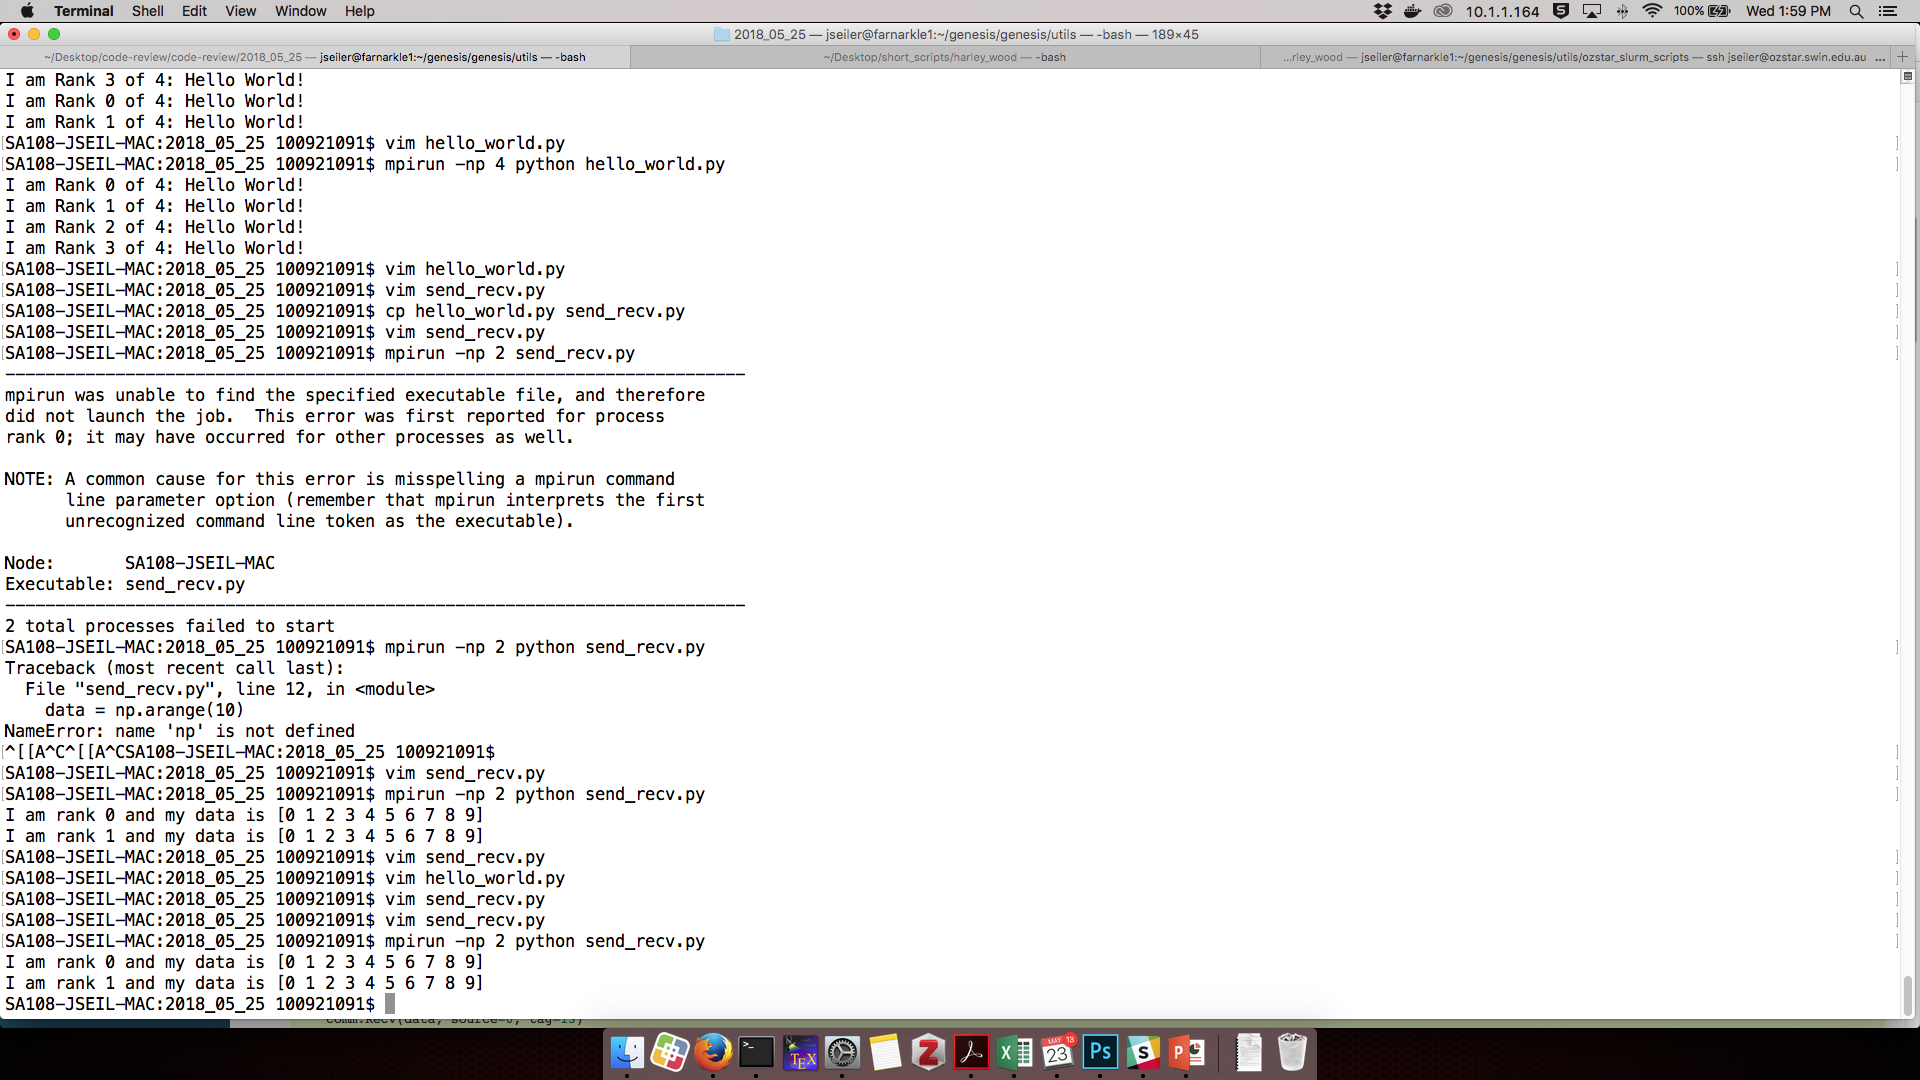 Terminal Shell Edit View Window Help 10.1.1.164 100% Wed 1:59 PM
2018_05_25 — jseiler@farnarkle1:~/genesis/genesis/utils — -bash — 189×45
~/Desktop/code-review/code-review/2018_05_25 — jseiler@farnarkle1:~/genesis/genesis/utils — -bash
~/Desktop/short_scripts/harley_wood — -bash
...rley_wood — jseiler@farnarkle1:~/genesis/genesis/utils/ozstar_slurm_scripts — ssh jseiler@ozstar.swin.edu.au ...
I am Rank 3 of 4: Hello World!
I am Rank 0 of 4: Hello World!
I am Rank 1 of 4: Hello World!
[SA108-JSEIL-MAC:2018_05_25 100921091$ vim hello_world.py ]
[SA108-JSEIL-MAC:2018_05_25 100921091$ mpirun -np 4 python hello_world.py ]
I am Rank 0 of 4: Hello World!
I am Rank 1 of 4: Hello World!
I am Rank 2 of 4: Hello World!
I am Rank 3 of 4: Hello World!
[SA108-JSEIL-MAC:2018_05_25 100921091$ vim hello_world.py ]
[SA108-JSEIL-MAC:2018_05_25 100921091$ vim send_recv.py ]
[SA108-JSEIL-MAC:2018_05_25 100921091$ cp hello_world.py send_recv.py ]
[SA108-JSEIL-MAC:2018_05_25 100921091$ vim send_recv.py ]
[SA108-JSEIL-MAC:2018_05_25 100921091$ mpirun -np 2 send_recv.py ]
--------------------------------------------------------------------------
mpirun was unable to find the specified executable file, and therefore
did not launch the job.  This error was first reported for process
rank 0; it may have occurred for other processes as well.
NOTE: A common cause for this error is misspelling a mpirun command
      line parameter option (remember that mpirun interprets the first
      unrecognized command line token as the executable).
Node:       SA108-JSEIL-MAC
Executable: send_recv.py
--------------------------------------------------------------------------
2 total processes failed to start
[SA108-JSEIL-MAC:2018_05_25 100921091$ mpirun -np 2 python send_recv.py ]
Traceback (most recent call last):
  File "send_recv.py", line 12, in <module>
    data = np.arange(10)
NameError: name 'np' is not defined
[^[[A^C^[[A^CSA108-JSEIL-MAC:2018_05_25 100921091$ ]
[SA108-JSEIL-MAC:2018_05_25 100921091$ vim send_recv.py ]
[SA108-JSEIL-MAC:2018_05_25 100921091$ mpirun -np 2 python send_recv.py ]
I am rank 0 and my data is [0 1 2 3 4 5 6 7 8 9]
I am rank 1 and my data is [0 1 2 3 4 5 6 7 8 9]
[SA108-JSEIL-MAC:2018_05_25 100921091$ vim send_recv.py ]
[SA108-JSEIL-MAC:2018_05_25 100921091$ vim hello_world.py ]
[SA108-JSEIL-MAC:2018_05_25 100921091$ vim send_recv.py ]
[SA108-JSEIL-MAC:2018_05_25 100921091$ vim send_recv.py ]
[SA108-JSEIL-MAC:2018_05_25 100921091$ mpirun -np 2 python send_recv.py ]
I am rank 0 and my data is [0 1 2 3 4 5 6 7 8 9]
I am rank 1 and my data is [0 1 2 3 4 5 6 7 8 9]
SA108-JSEIL-MAC:2018_05_25 100921091$
comm.Recv(data, source=0, tag=13)
>_ TEX Z X MAY 13 23 Ps S P